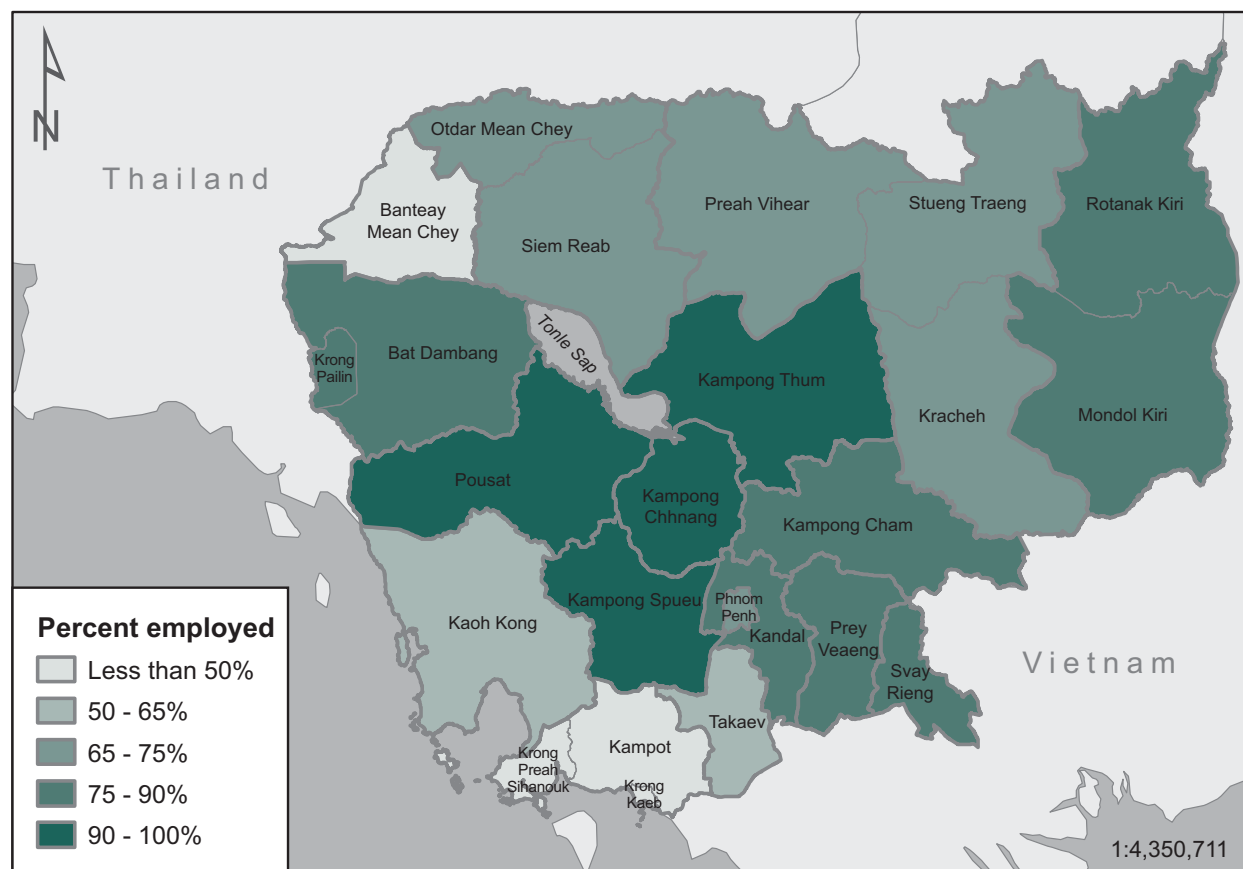 N
Thailand
Otdar Mean Chey
Banteay
Mean Chey
Siem Reab
Preah Vihear
Stueng Traeng
Rotanak Kiri
Krong
Pailin
Bat Dambang
Tonle Sap
Kampong Thum
Kracheh
Mondol Kiri
Pousat
Kampong
Chhnang
Kampong Cham
Kaoh Kong
Kampong Spueu
Phnom
Penh
Kandal
Prey
Veaeng
Svay
Rieng
Vietnam
Takaev
Kampot
Krong
Preah
Sihanouk
Krong
Kaeb
Percent employed
Less than 50%
50 - 65%
65 - 75%
75 - 90%
90 - 100%
1:4,350,711